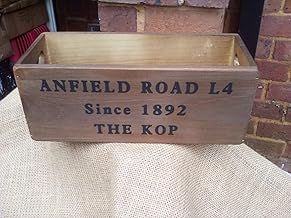 ANFIELD ROAD L4
Since 1892
THE KOP